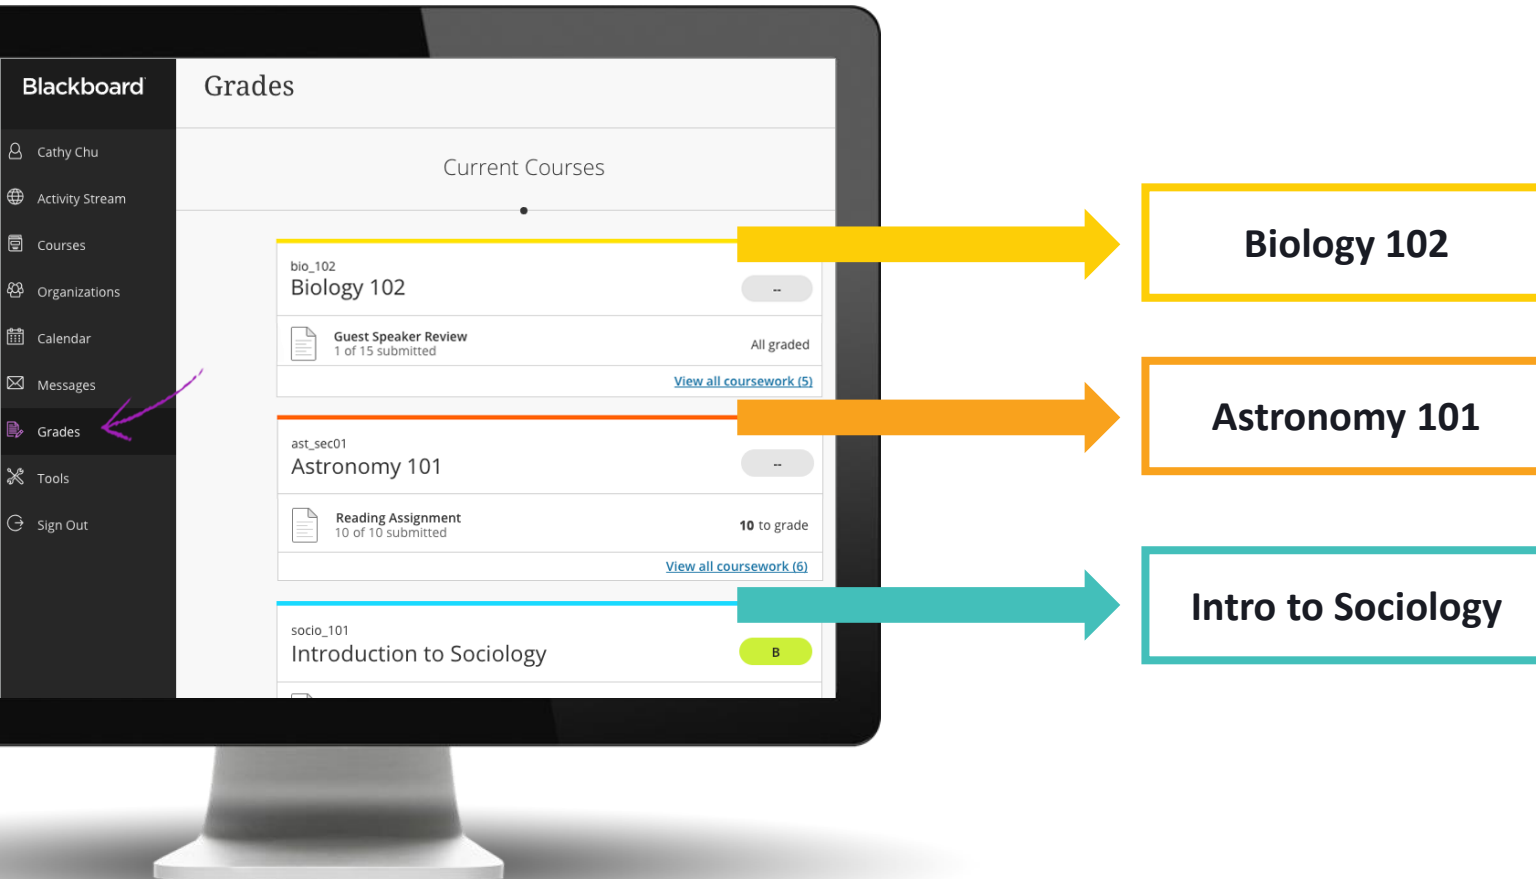 Blackboard
Cathy Chu
Activity Stream
Courses
Organizations
Calendar
Messages
Grades
Tools
Sign Out
Grades
Current Courses
bio_102
Biology 102
--
Guest Speaker Review
1 of 15 submitted
All graded
View all coursework (5)
ast_sec01
Astronomy 101
--
Reading Assignment
10 of 10 submitted
10 to grade
View all coursework (6)
socio_101
Introduction to Sociology
B
Biology 102
Astronomy 101
Intro to Sociology